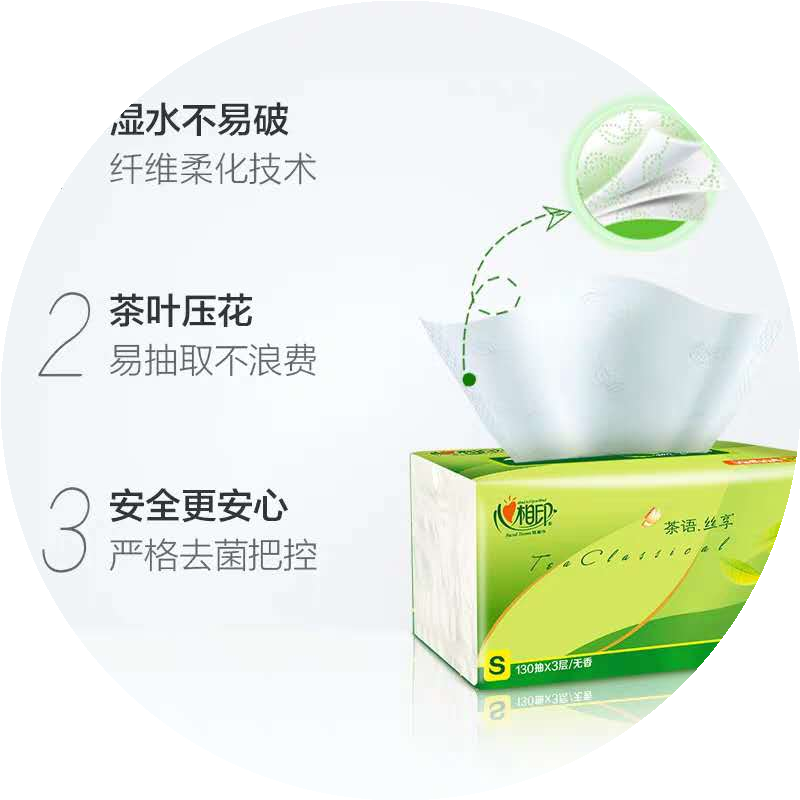 湿水不易破
纤维柔化技术
2
茶叶压花
易抽取不浪费
3
安全更安心
严格去菌把控
心相印
茶语.丝享
Tea Classical
S
130抽X3层/无香